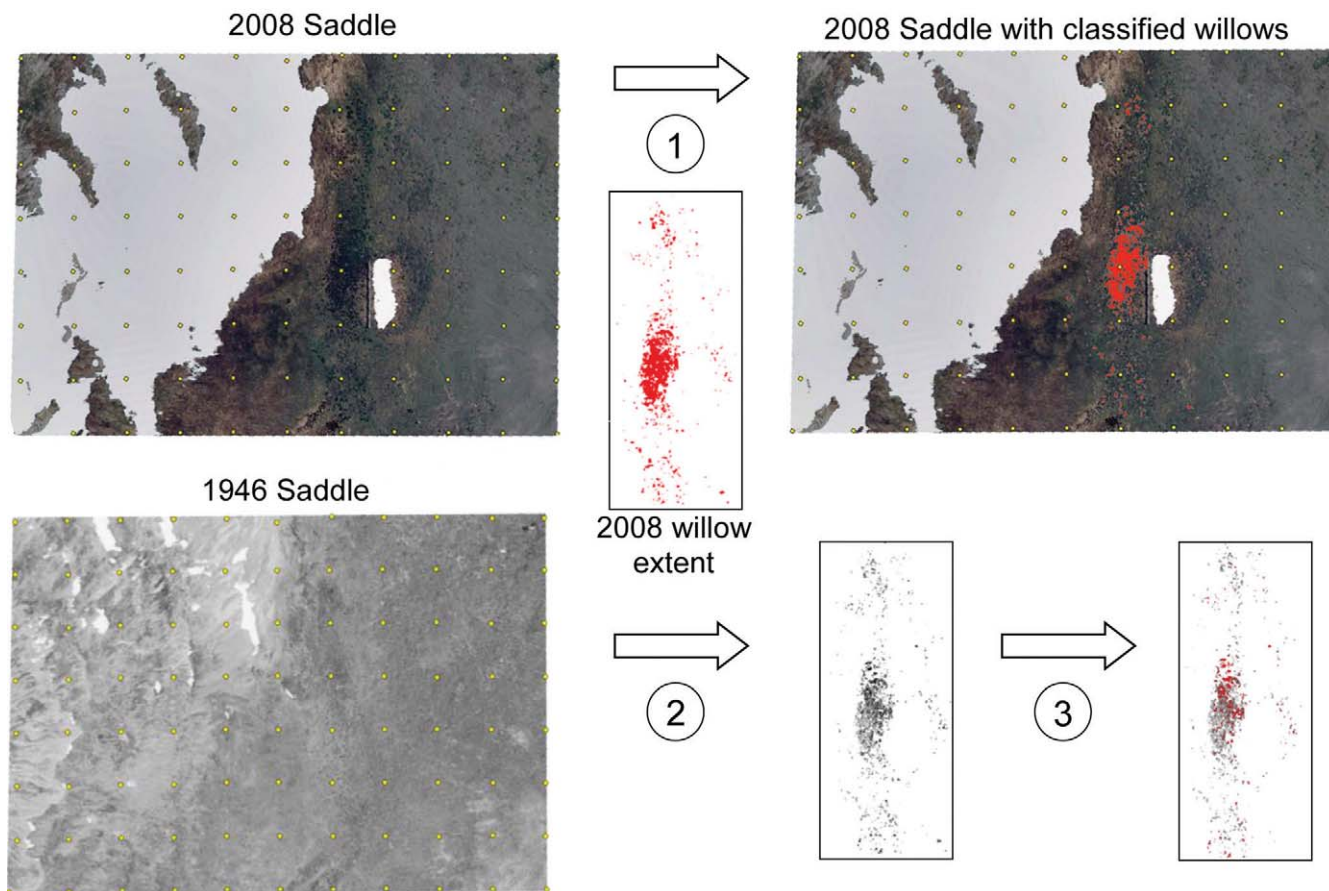 2008 Saddle
2008 Saddle with classified willows
1
2008 willow
extent
1946 Saddle
2
3